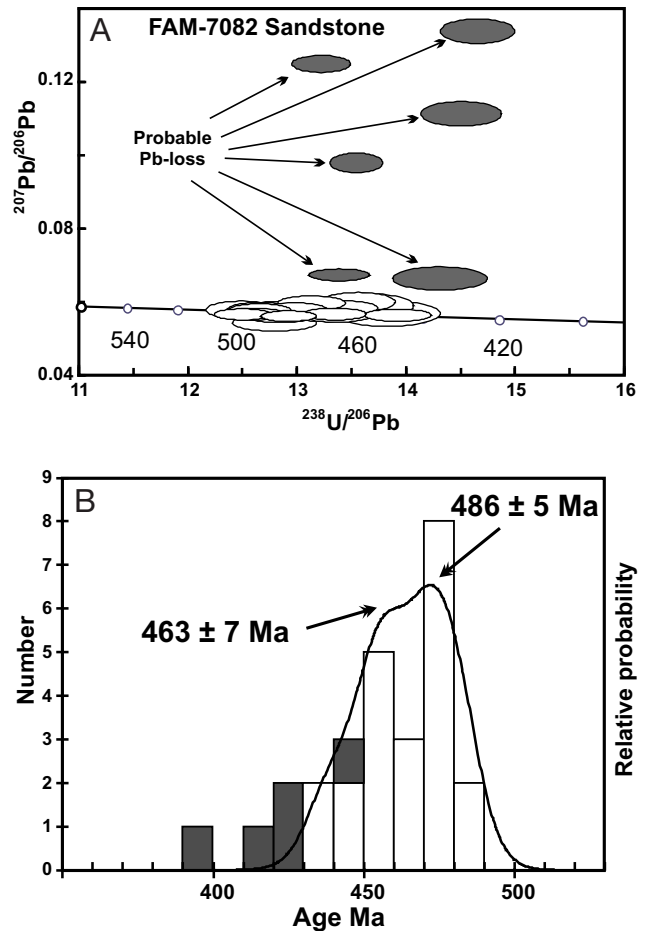 A
FAM-7082 Sandstone
0.12
0.08
0.04
207Pb/206Pb
Probable
Pb-loss
540
500
460
420
11
12
13
14
15
16
238U/206Pb
B
9
8
7
6
5
4
3
2
1
0
Number
486 ± 5 Ma
463 ± 7 Ma
Relative probability
400
450
500
Age Ma